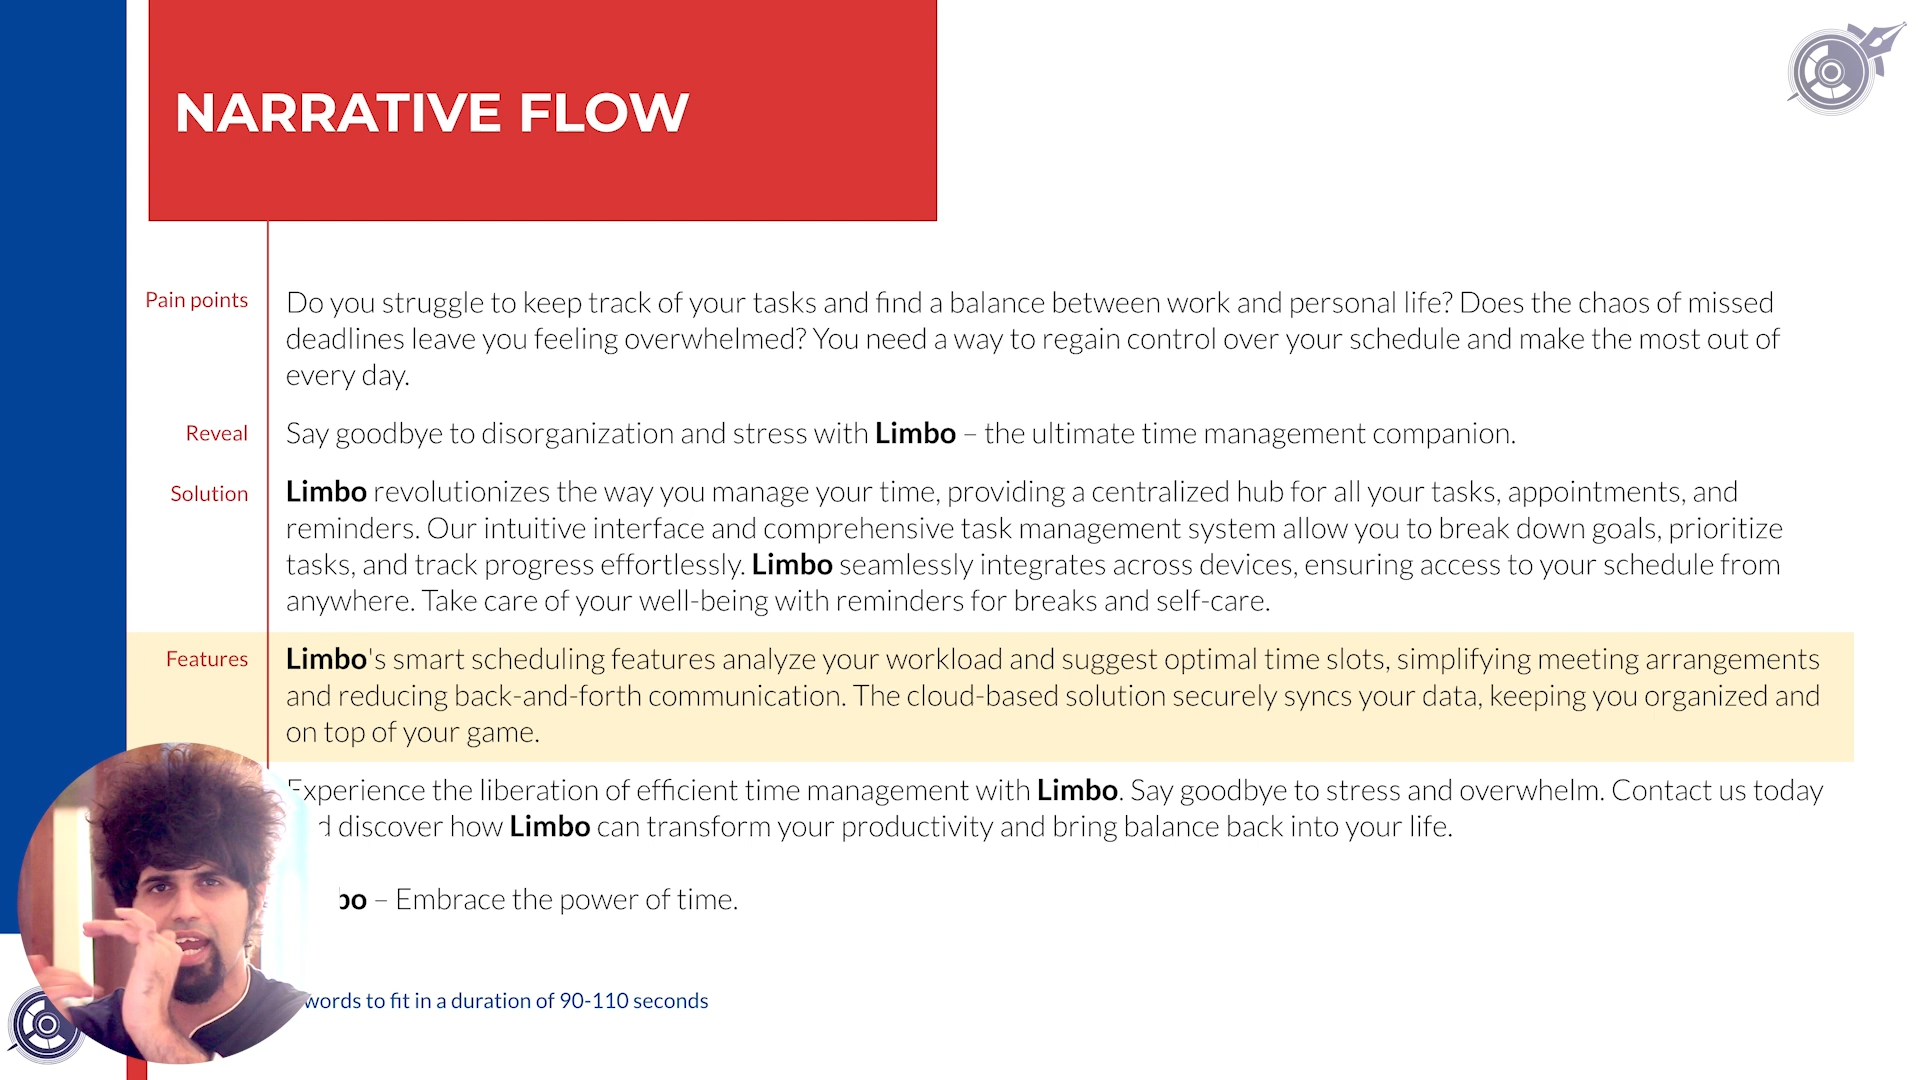 NARRATIVE FLOW
Pain points
Do you struggle to keep track of your tasks and find a balance between work and personal life? Does the chaos of missed
deadlines leave you feeling overwhelmed? You need a way to regain control over your schedule and make the most out of
every day.
Reveal
Say goodbye to disorganization and stress with Limbo – the ultimate time management companion.
Solution
Limbo revolutionizes the way you manage your time, providing a centralized hub for all your tasks, appointments, and
reminders. Our intuitive interface and comprehensive task management system allow you to break down goals, prioritize
tasks, and track progress effortlessly. Limbo seamlessly integrates across devices, ensuring access to your schedule from
anywhere. Take care of your well-being with reminders for breaks and self-care.
Features
Limbo's smart scheduling features analyze your workload and suggest optimal time slots, simplifying meeting arrangements
and reducing back-and-forth communication. The cloud-based solution securely syncs your data, keeping you organized and
on top of your game.
Experience the liberation of efficient time management with Limbo. Say goodbye to stress and overwhelm. Contact us today
discover how Limbo can transform your productivity and bring balance back into your life.
– Embrace the power of time.
words to fit in a duration of 90-110 seconds